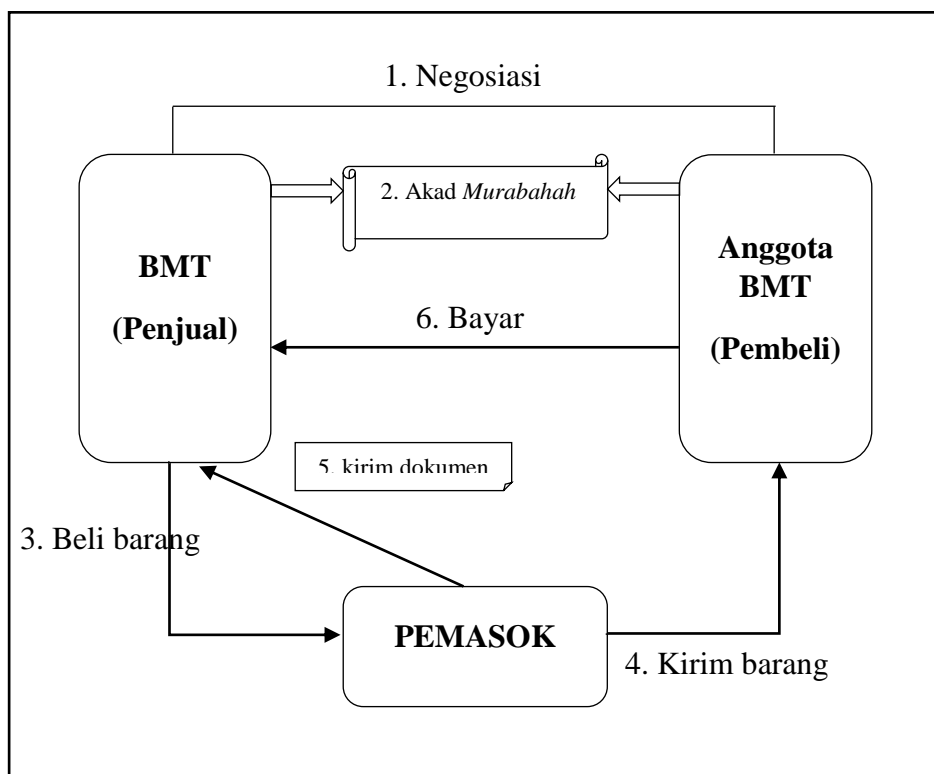 1. Negosiasi
2. Akad Murabahah
BMT
(Penjual)
Anggota
BMT
(Pembeli)
6. Bayar
5. kirim dokumen
3. Beli barang
PEMASOK
4. Kirim barang